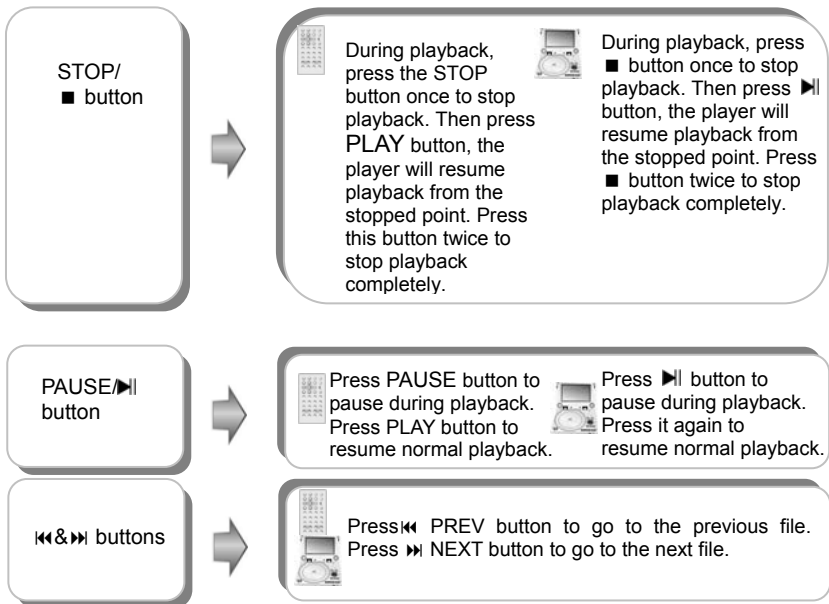 STOP/
■ button
During playback,
press the STOP
button once to stop
playback. Then press
PLAY button, the
player will resume
playback from the
stopped point. Press
this button twice to
stop playback
completely.
During playback, press
■ button once to stop
playback. Then press ▶‖
button, the player will
resume playback from
the stopped point. Press
■ button twice to stop
playback completely.
PAUSE/▶‖
button
Press PAUSE button to
pause during playback.
Press PLAY button to
resume normal playback.
Press ▶‖ button to
pause during playback.
Press it again to
resume normal playback.
⏮&⏭ buttons
Press⏮ PREV button to go to the previous file.
Press ⏭ NEXT button to go to the next file.